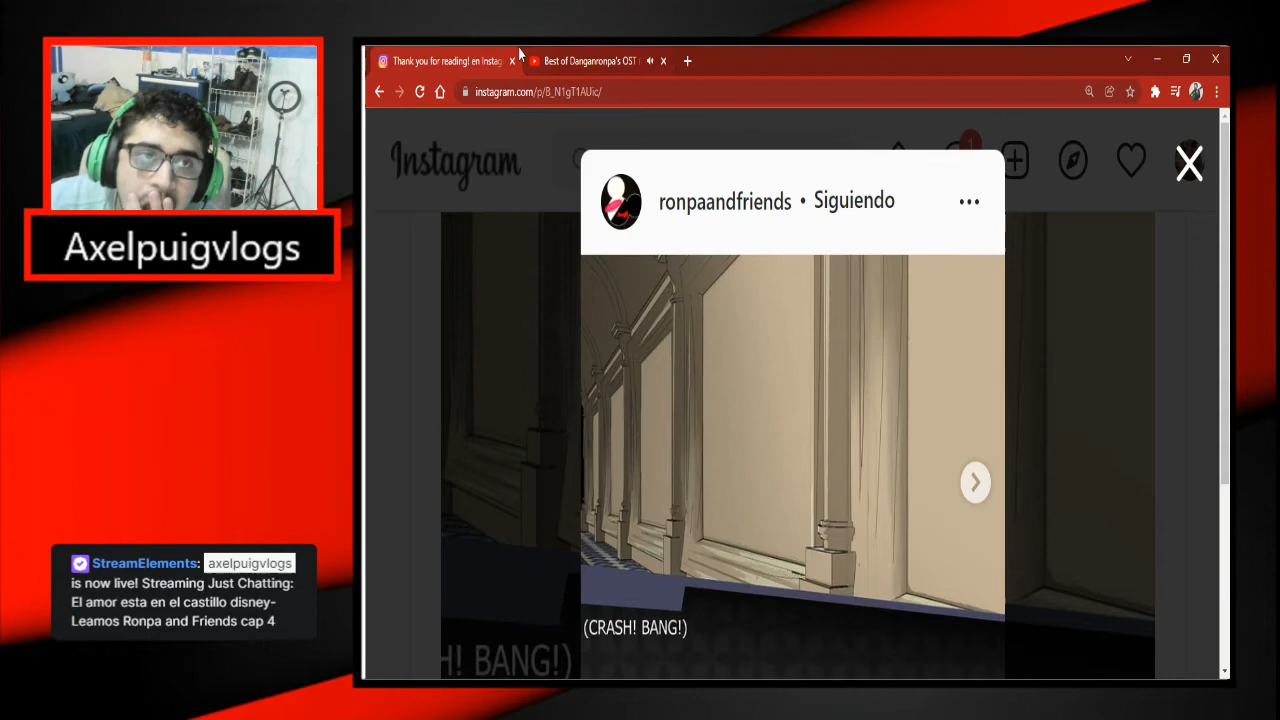 Thank you for reading! en Instag
Best of Danganronpa's OST
instagram.com/p/B_N1gT1AUic/
Instagram
1
ronpaandfriends • Siguiendo
Axelpuigvlogs
StreamElements: axelpuigvlogs
is now live! Streaming Just Chatting:
El amor esta en el castillo disney-
Leamos Ronpa and Friends cap 4
(CRASH! BANG!)
H! BANG!)